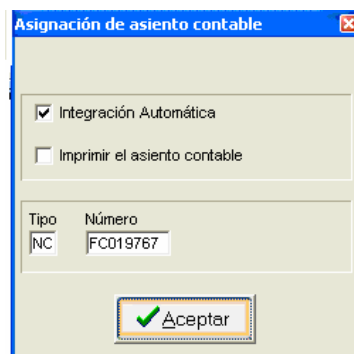 Asignación de asiento contable
Integración Automática
Imprimir el asiento contable
Tipo Número
NC FC019767
Aceptar